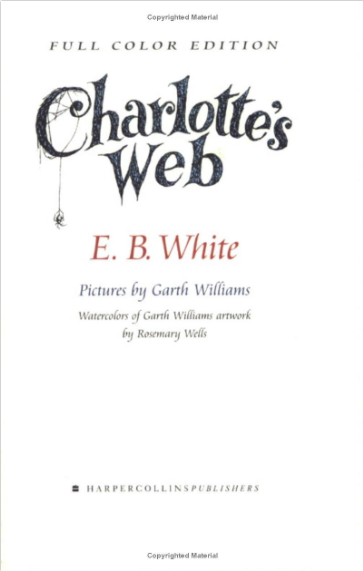 Copyrighted Material
FULL COLOR EDITION
Charlotte's
Web
E. B. White
Pictures by Garth Williams
Watercolors of Garth Williams artwork
by Rosemary Wells
HARPERCOLLINSPUBLISHERS
Copyrighted Material